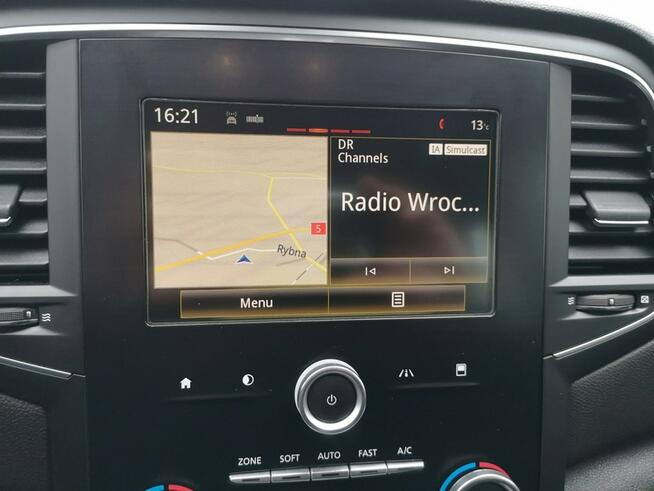 16:21
13°c
DR
Channels
IA
Simulcast
Radio Wroc...
5
Rybna
Menu
ZONE
SOFT
AUTO
FAST
A/C